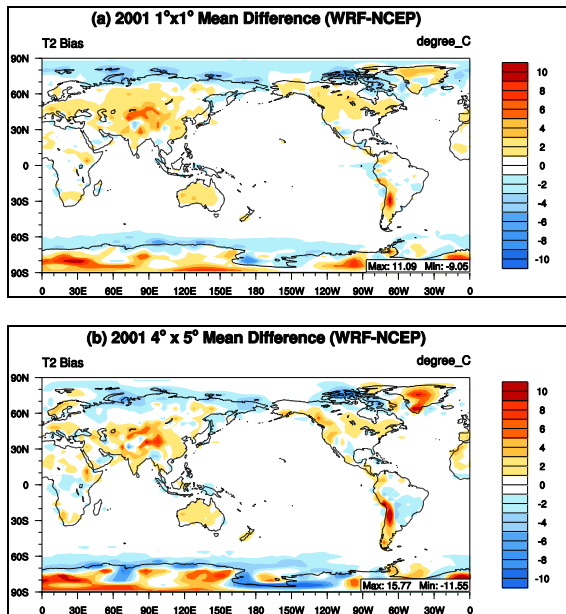 (a) 2001 1°x1° Mean Difference (WRF-NCEP)
T2 Bias degree_C
90N
60N
30N
0
30S
60S
90S
Max: 11.09 Min: -9.05
0 30E 60E 90E 120E 150E 180 150W 120W 90W 60W 30W 0
10
8
6
4
2
0
-2
-4
-6
-8
-10
(b) 2001 4° x 5° Mean Difference (WRF-NCEP)
T2 Bias degree_C
90N
60N
30N
0
30S
60S
90S
Max: 15.77 Min: -11.55
0 30E 60E 90E 120E 150E 180 150W 120W 90W 60W 30W 0
10
8
6
4
2
0
-2
-4
-6
-8
-10